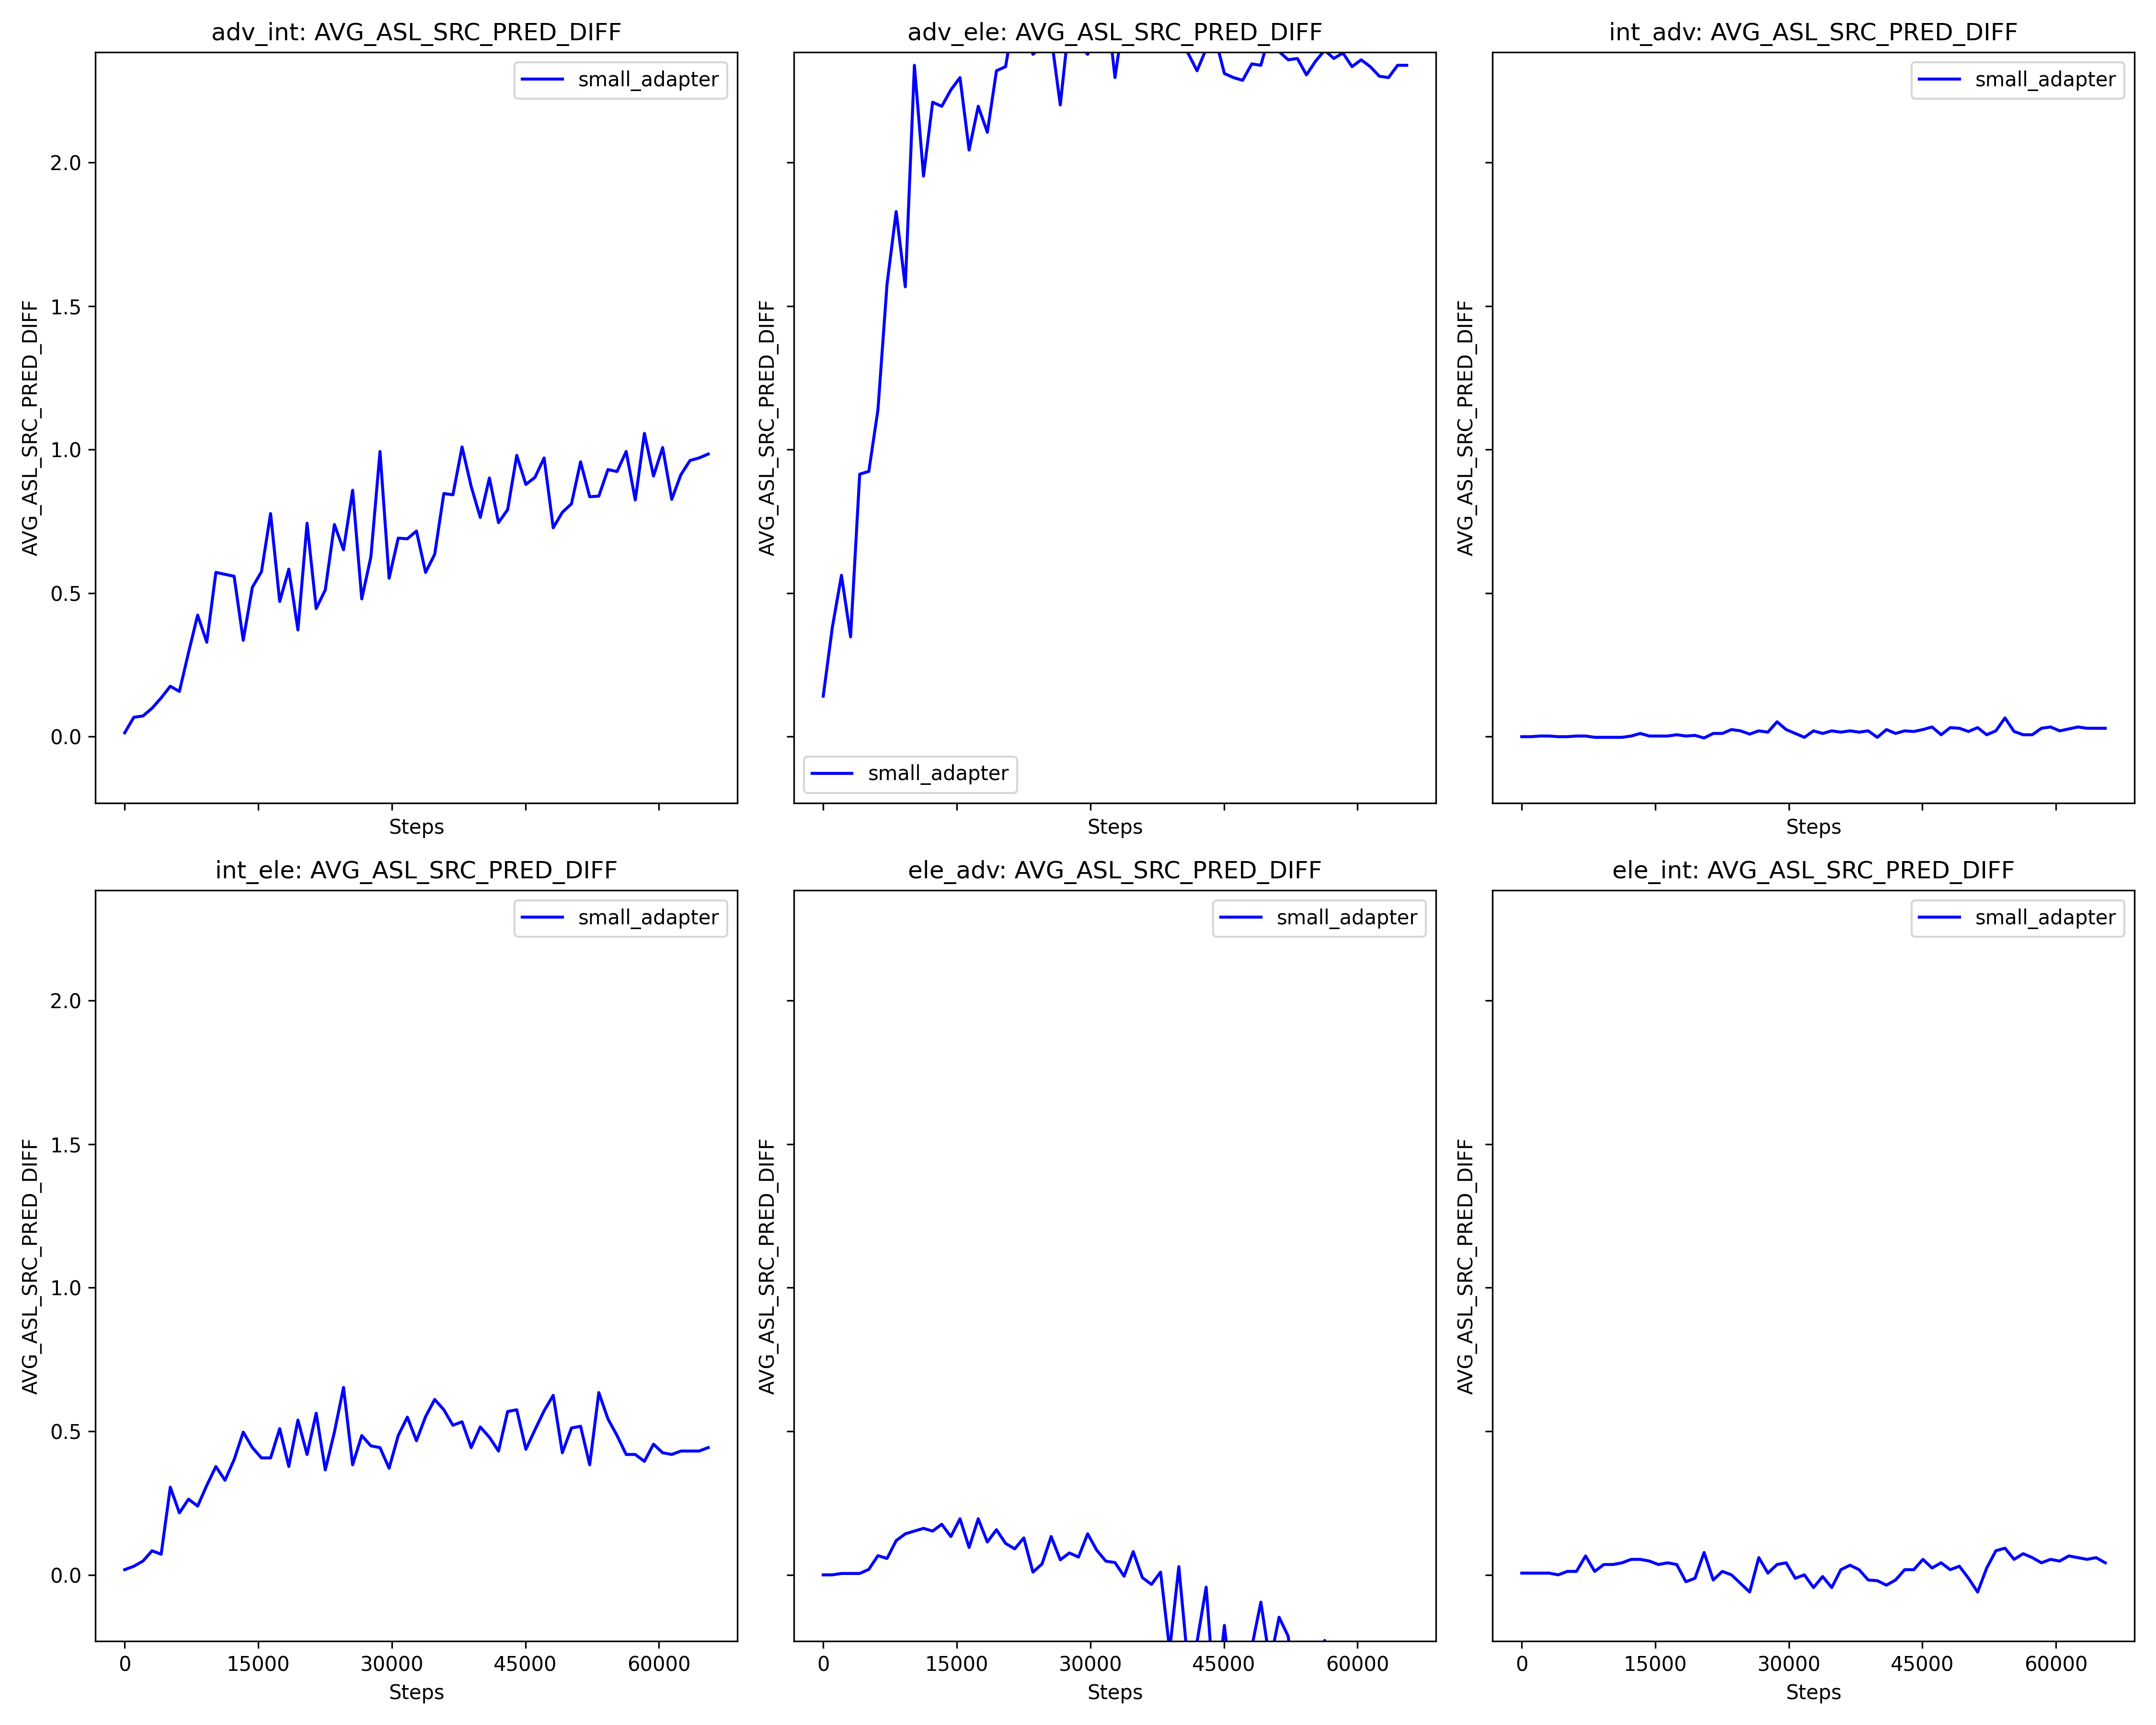 adv_int: AVG_ASL_SRC_PRED_DIFF
AVG_ASL_SRC_PRED_DIFF
small_adapter
2.0
1.5
1.0
0.5
0.0
Steps
adv_ele: AVG_ASL_SRC_PRED_DIFF
AVG_ASL_SRC_PRED_DIFF
small_adapter
Steps
int_adv: AVG_ASL_SRC_PRED_DIFF
AVG_ASL_SRC_PRED_DIFF
small_adapter
Steps
int_ele: AVG_ASL_SRC_PRED_DIFF
AVG_ASL_SRC_PRED_DIFF
small_adapter
2.0
1.5
1.0
0.5
0.0
0 15000 30000 45000 60000
Steps
ele_adv: AVG_ASL_SRC_PRED_DIFF
AVG_ASL_SRC_PRED_DIFF
small_adapter
0 15000 30000 45000 60000
Steps
ele_int: AVG_ASL_SRC_PRED_DIFF
AVG_ASL_SRC_PRED_DIFF
small_adapter
0 15000 30000 45000 60000
Steps